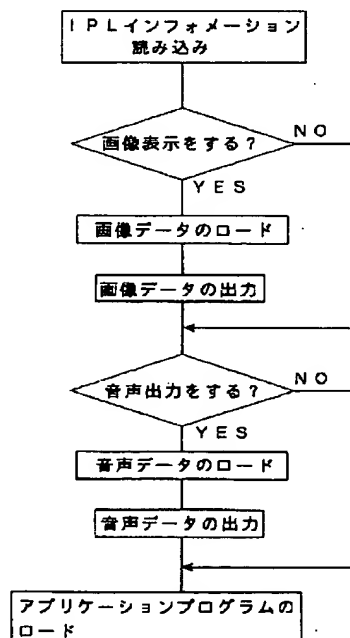 IPLインフォメーション
読み込み
画像表示をする?
NO
YES
画像データのロード
画像データの出力
音声出力をする?
NO
YES
音声データのロード
音声データの出力
アプリケーションプログラムの
ロード